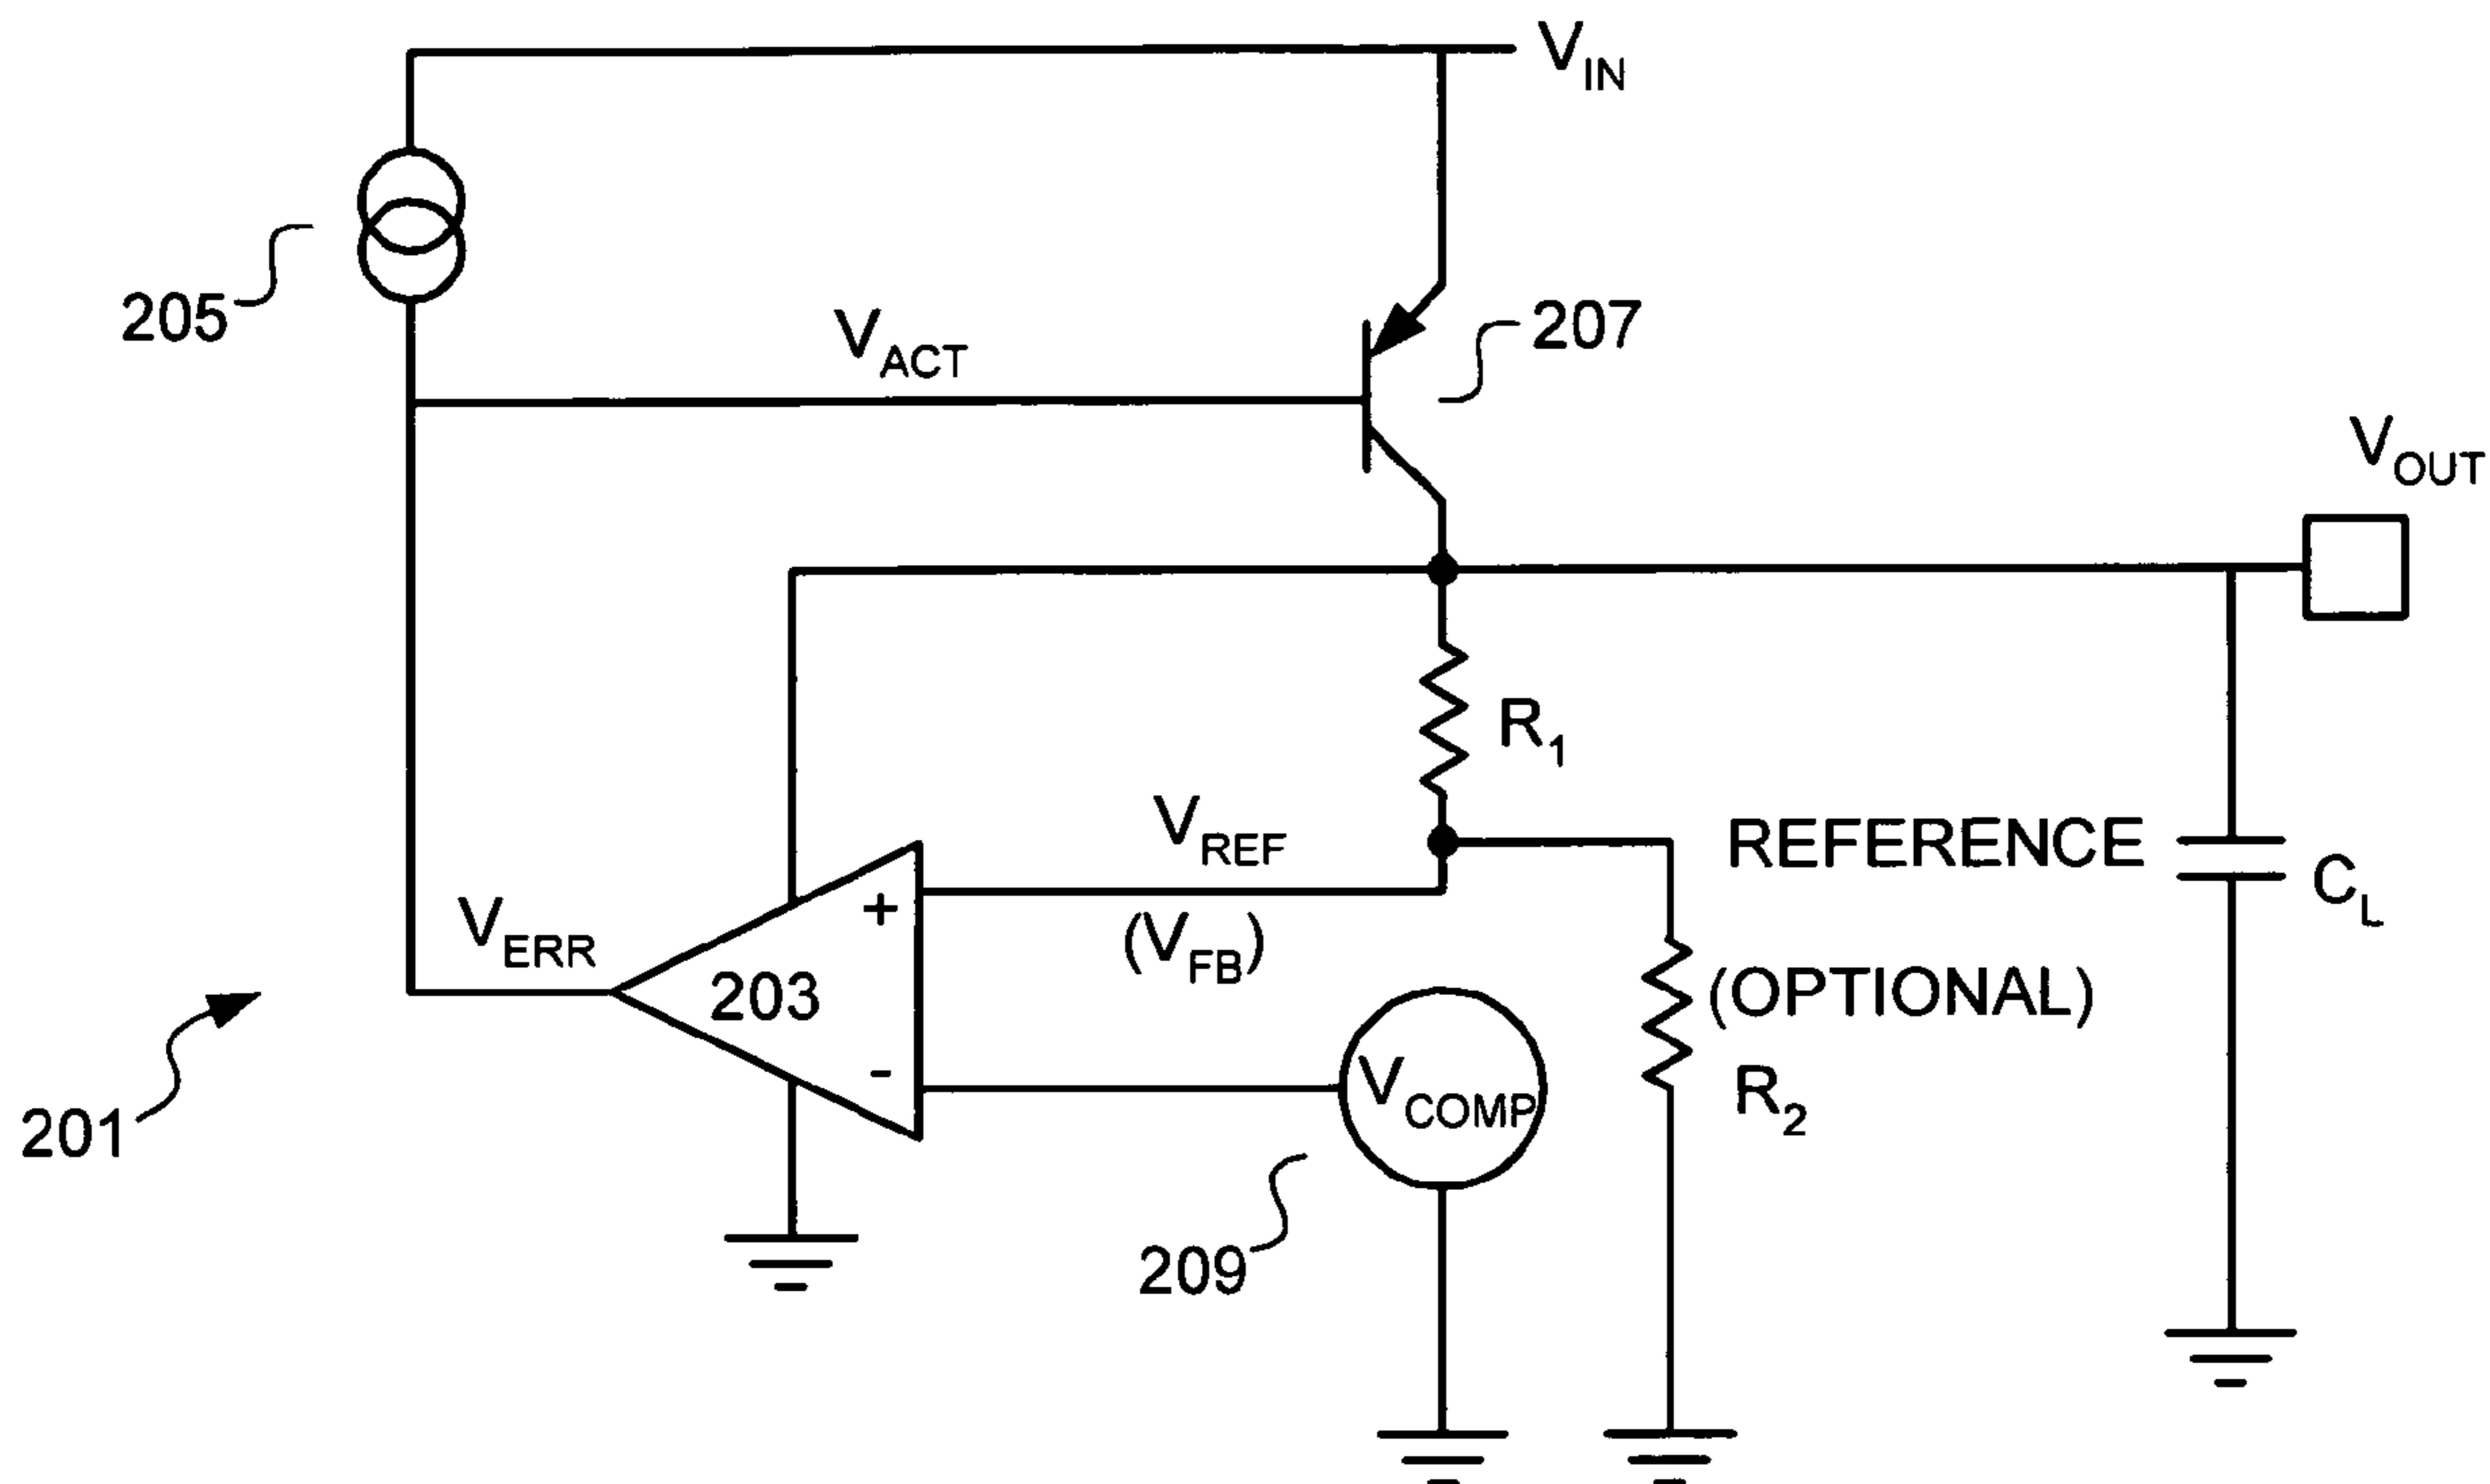 V_IN
205
V_ACT
207
V_OUT
R_1
V_REF
REFERENCE
C_L
+
V_ERR
(V_FB)
203
(OPTIONAL)
-
V_COMP
R_2
201
209